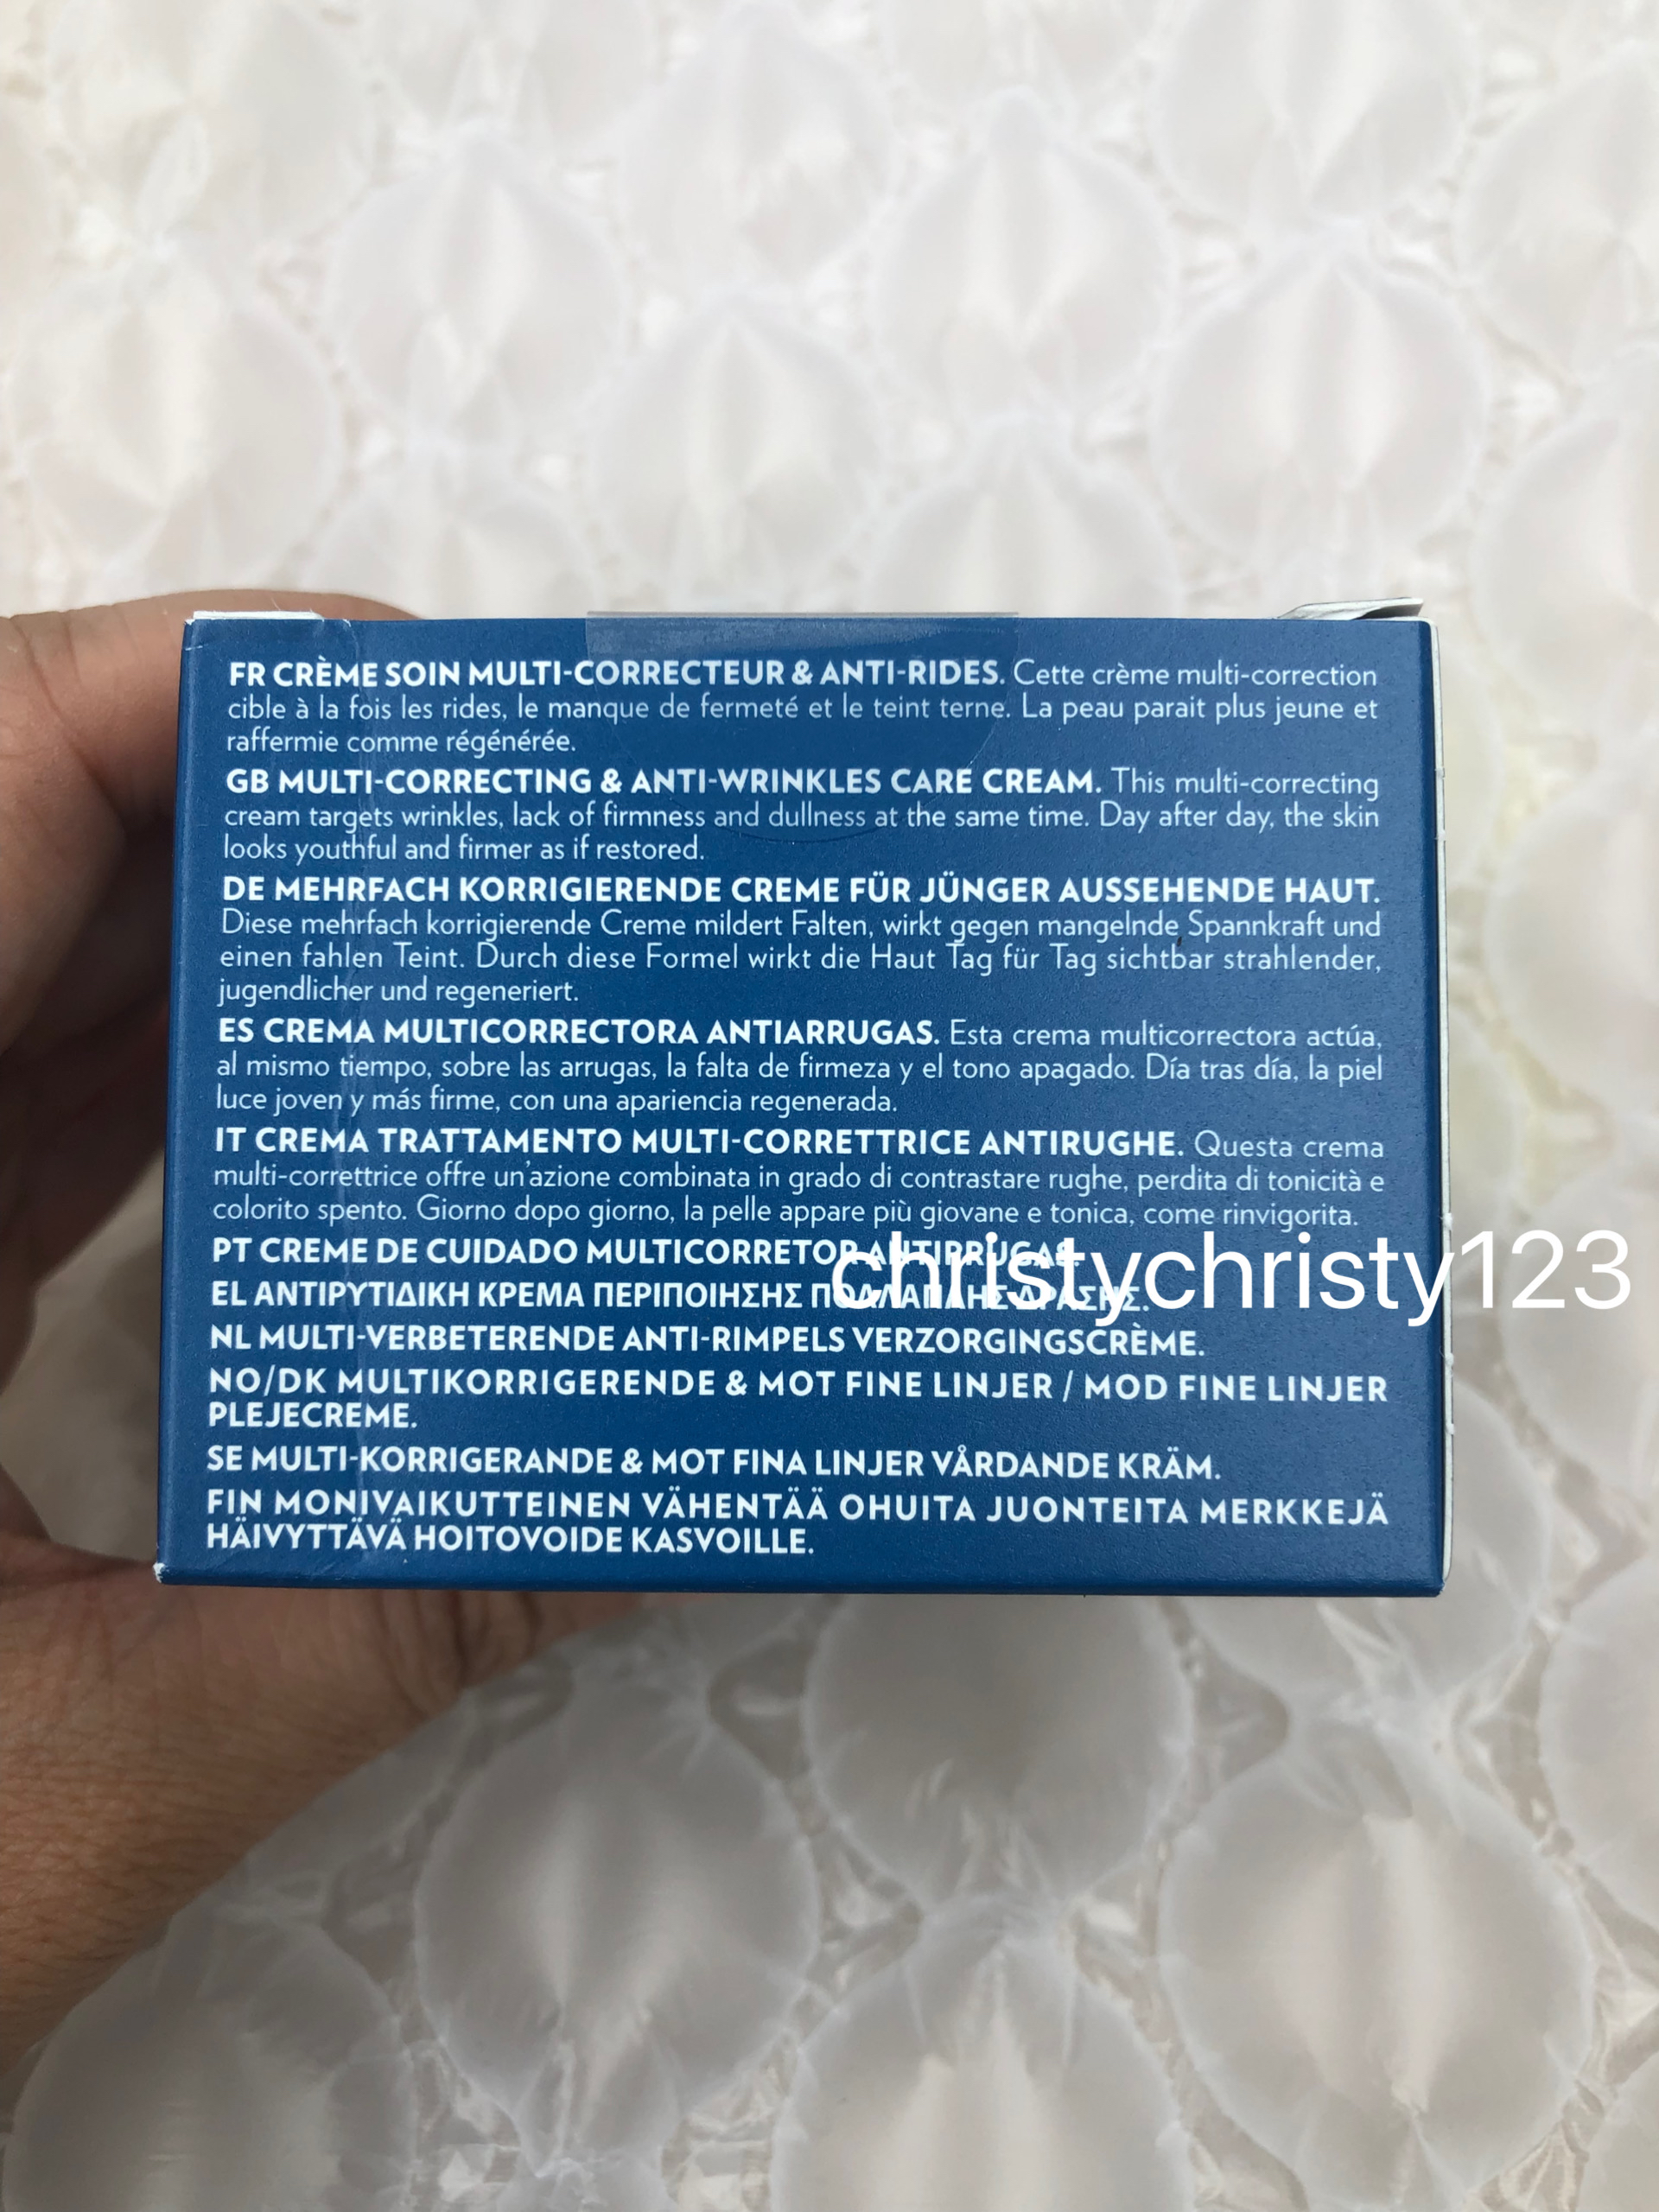 FR CRÈME SOIN MULTI-CORRECTEUR & ANTI-RIDES. Cette crème multi-correction
cible à la fois les rides, le manque de fermeté et le teint terne. La peau parait plus jeune et
raffermie comme régénérée.
GB MULTI-CORRECTING & ANTI-WRINKLES CARE CREAM. This multi-correcting
cream targets wrinkles, lack of firmness and dullness at the same time. Day after day, the skin
looks youthful and firmer as if restored.
DE MEHRFACH KORRIGIERENDE CREME FÜR JÜNGER AUSSEHENDE HAUT.
Diese mehrfach korrigierende Creme mildert Falten, wirkt gegen mangelnde Spannkraft und
einen fahlen Teint. Durch diese Formel wirkt die Haut Tag für Tag sichtbar strahlender,
jugendlicher und regeneriert.
ES CREMA MULTICORRECTORA ANTIARRUGAS. Esta crema multicorrectora actúa,
al mismo tiempo, sobre las arrugas, la falta de firmeza y el tono apagado. Día tras día, la piel
luce joven y más firme, con una apariencia regenerada.
IT CREMA TRATTAMENTO MULTI-CORRETTRICE ANTIRUGHE. Questa crema
multi-correttrice offre un'azione combinata in grado di contrastare rughe, perdita di tonicità e
colorito spento. Giorno dopo giorno, la pelle appare più giovane e tonica, come rinvigorita.
PT CREME DE CUIDADO MULTICORRETOR ANTIRRUGAS.
christychristy123
EL ΑΝΤΙΡΥΤΙΔΙΚΗ ΚΡΕΜΑ ΠΕΡΙΠΟΙΗΣΗΣ ΠΟΛΛΑΠΛΗΣ ΔΡΑΣΗΣ.
NL MULTI-VERBETERENDE ANTI-RIMPELS VERZORGINGSCRÈME.
NO/DK MULTIKORRIGERENDE & MOT FINE LINJER / MOD FINE LINJER
PLEJECREME.
SE MULTI-KORRIGERANDE & MOT FINA LINJER VÅRDANDE KRÄM.
FIN MONIVAIKUTTEINEN VÄHENTÄÄ OHUITA JUONTEITA MERKKEJÄ
HÄIVYTTÄVÄ HOITOVOIDE KASVOILLE.